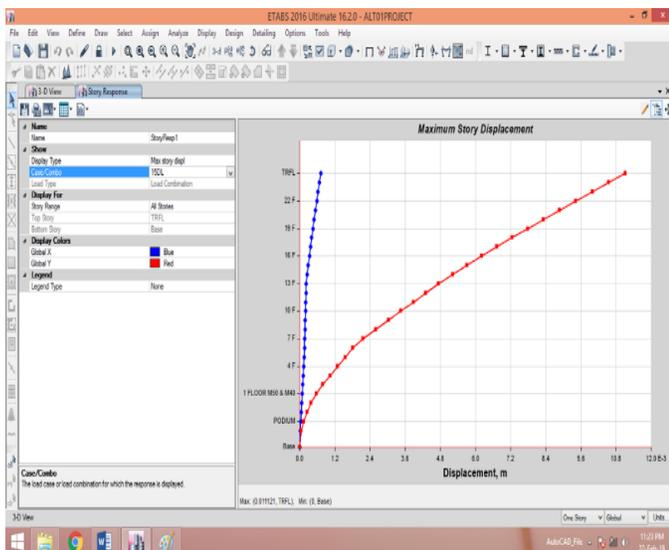 ETABS 2016 Ultimate 16.2.0 - ALT01PROJECT
File Edit View Define Draw Select Assign Analyze Display Design Detailing Options Tools Help
3-D View Story Response
Name
Name StoryResp1
Show
Display Type Max story displ
Case/Combo 15DL
Load Type Load Combination
Display For
Story Range All Stories
Top Story TRFL
Bottom Story Base
Display Colors
Global X Blue
Global Y Red
Legend
Legend Type None
Case/Combo
The load case or load combination for which the response is displayed.
Maximum Story Displacement
TRFL
22 F
19 F
16 F
13 F
10 F
7 F
4 F
1 FLOOR M50 & M40
PODIUM
Base
0.0 1.2 2.4 3.6 4.8 6.0 7.2 8.4 9.6 10.8 12.0 E-3
Displacement, m
Max: (0.011121, TRFL); Min: (0, Base)
3-D View One Story Global Units...
AutoCAD_File 11:23 PM